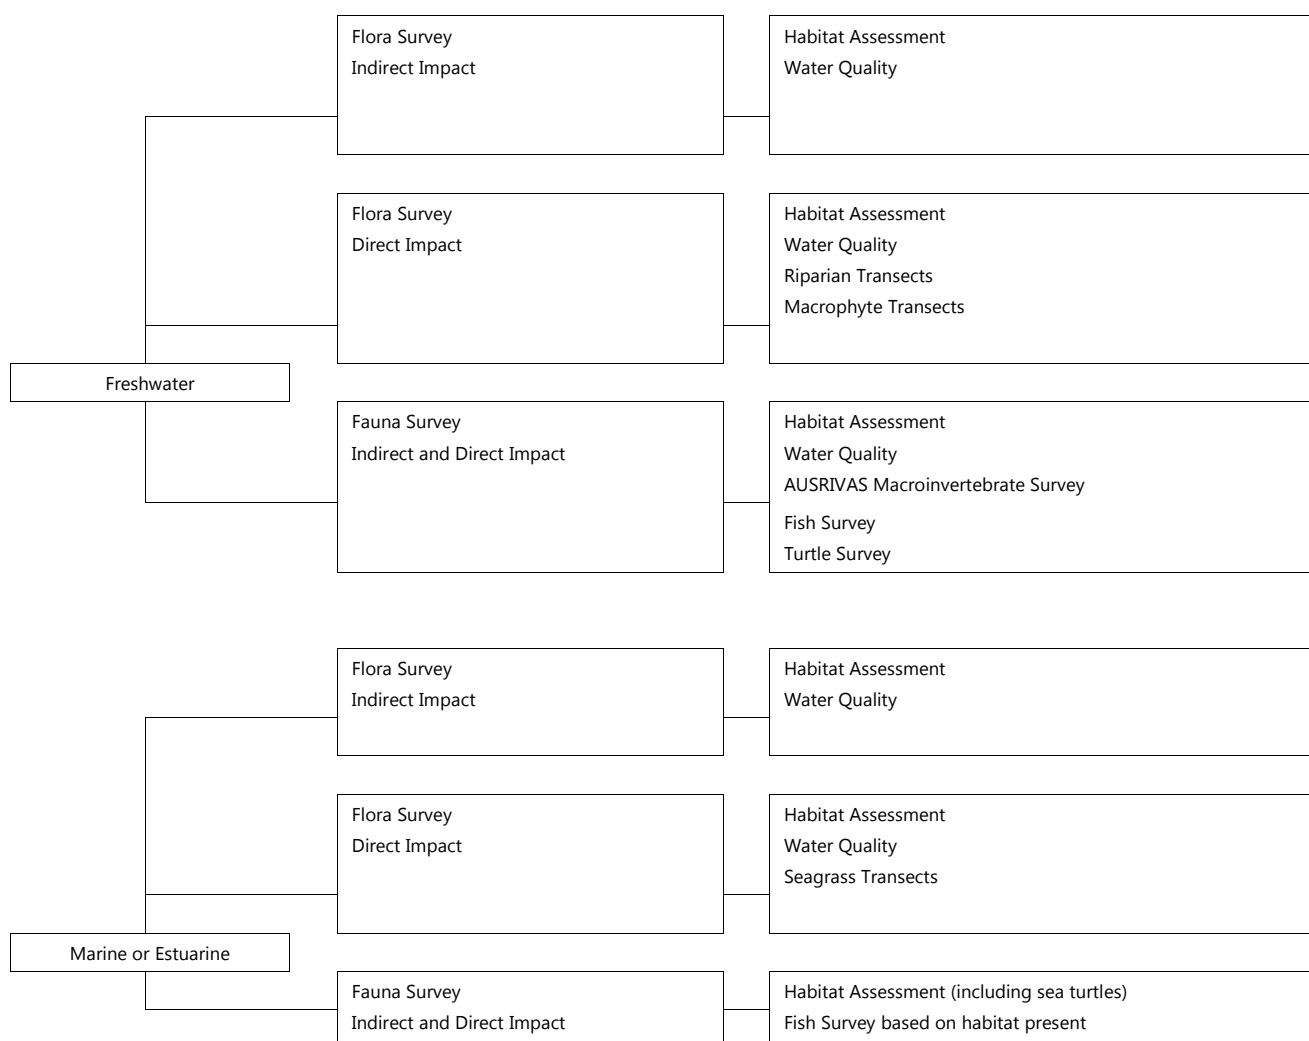 Flora Survey
Indirect Impact
Habitat Assessment
Water Quality
Flora Survey
Direct Impact
Habitat Assessment
Water Quality
Riparian Transects
Macrophyte Transects
Freshwater
Fauna Survey
Indirect and Direct Impact
Habitat Assessment
Water Quality
AUSRIVAS Macroinvertebrate Survey
Fish Survey
Turtle Survey
Flora Survey
Indirect Impact
Habitat Assessment
Water Quality
Flora Survey
Direct Impact
Habitat Assessment
Water Quality
Seagrass Transects
Marine or Estuarine
Fauna Survey
Indirect and Direct Impact
Habitat Assessment (including sea turtles)
Fish Survey based on habitat present